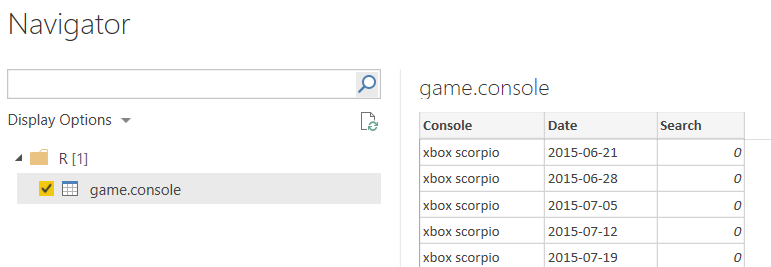 Navigator
Display Options
R [1]
game.console
game.console
Console Date Search
xbox scorpio 2015-06-21 0
xbox scorpio 2015-06-28 0
xbox scorpio 2015-07-05 0
xbox scorpio 2015-07-12 0
xbox scorpio 2015-07-19 0